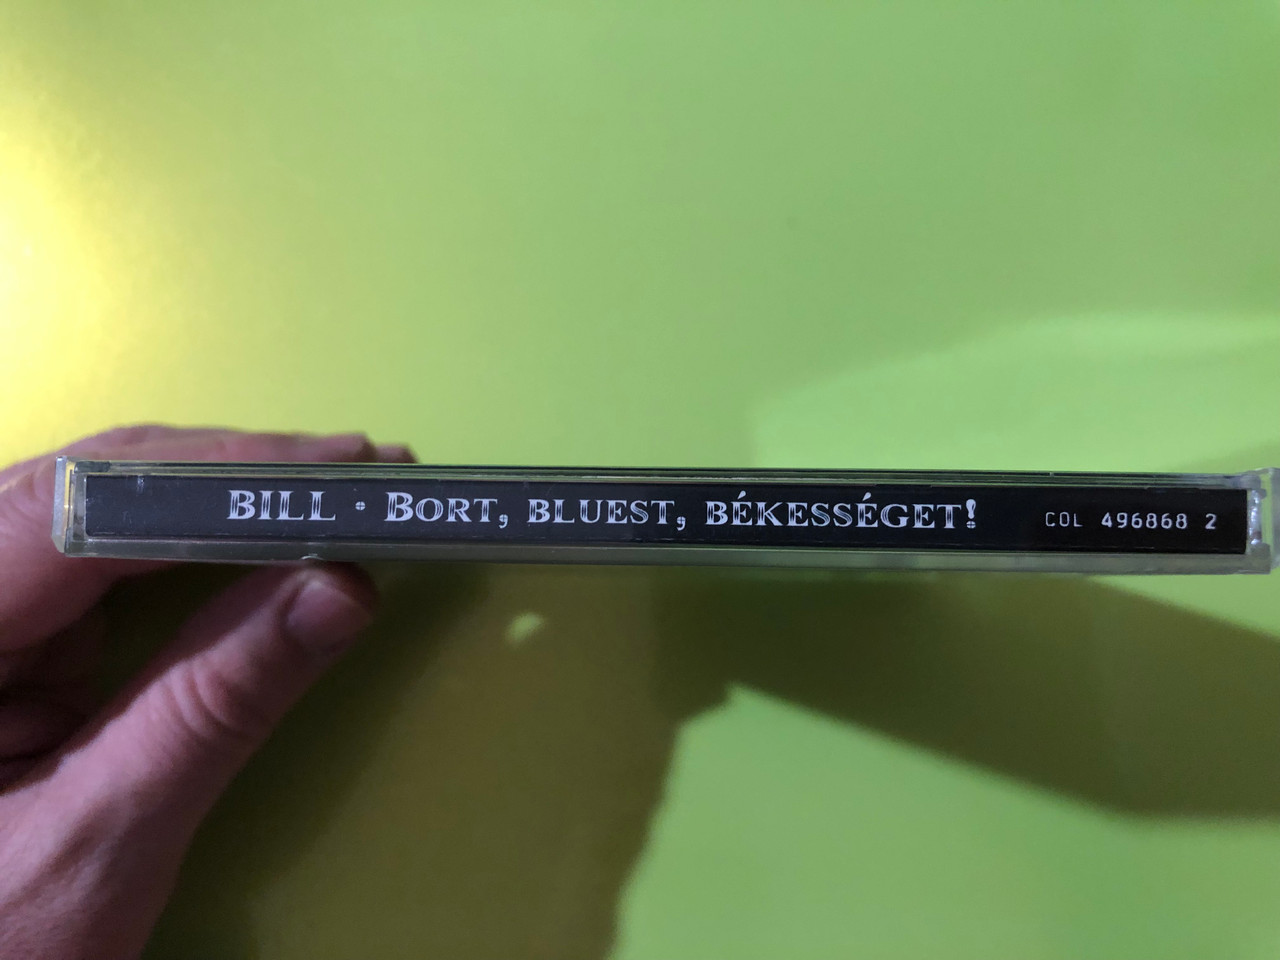 BILL • BORT, BLUEST, BÉKESSÉGET! COL 496868 2